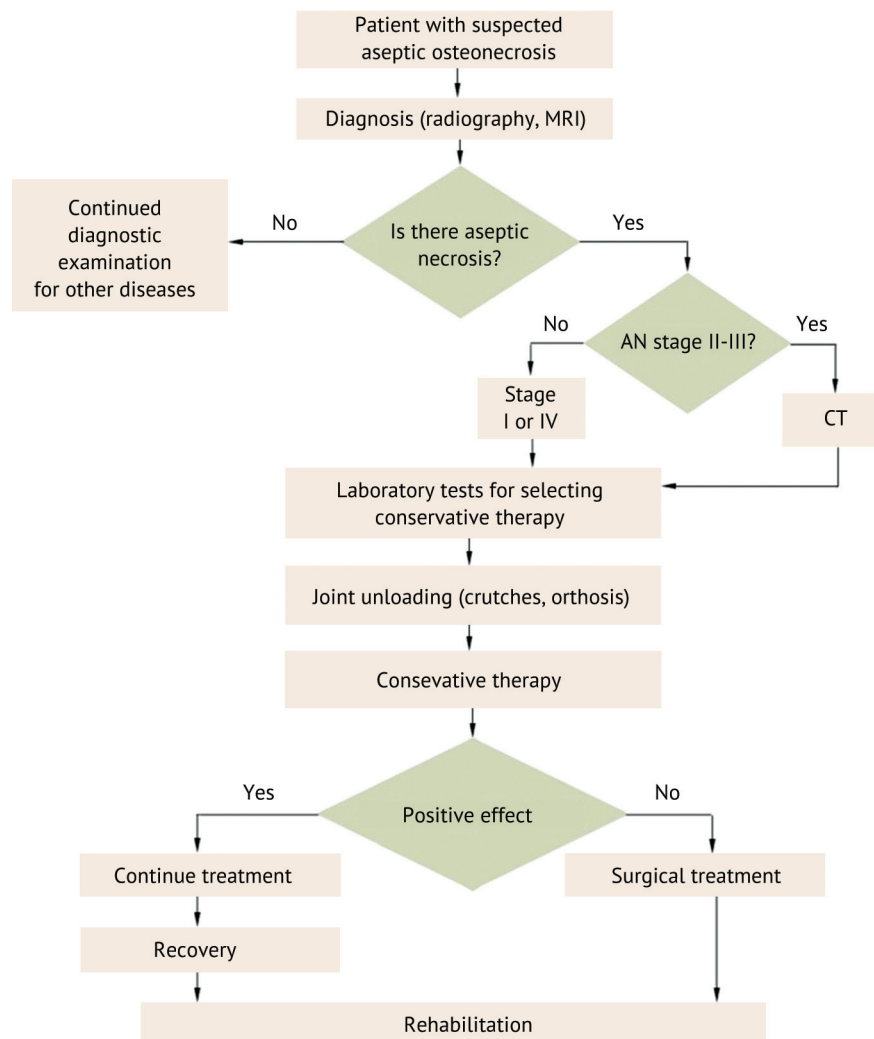 Patient with suspected
aseptic osteonecrosis
Diagnosis (radiography, MRI)
Is there aseptic
necrosis?
No
Yes
Continued
diagnostic
examination
for other diseases
AN stage II-III?
No
Yes
Stage
I or IV
CT
Laboratory tests for selecting
conservative therapy
Joint unloading (crutches, orthosis)
Consevative therapy
Positive effect
Yes
No
Continue treatment
Surgical treatment
Recovery
Rehabilitation